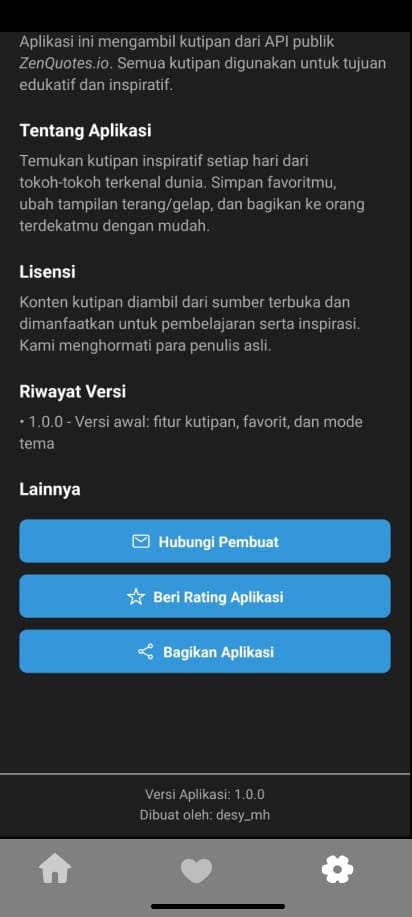 Aplikasi ini mengambil kutipan dari API publik
ZenQuotes.io. Semua kutipan digunakan untuk tujuan
edukatif dan inspiratif.
Tentang Aplikasi
Temukan kutipan inspiratif setiap hari dari
tokoh-tokoh terkenal dunia. Simpan favoritmu,
ubah tampilan terang/gelap, dan bagikan ke orang
terdekatmu dengan mudah.
Lisensi
Konten kutipan diambil dari sumber terbuka dan
dimanfaatkan untuk pembelajaran serta inspirasi.
Kami menghormati para penulis asli.
Riwayat Versi
• 1.0.0 - Versi awal: fitur kutipan, favorit, dan mode
tema
Lainnya
Hubungi Pembuat
Beri Rating Aplikasi
Bagikan Aplikasi
Versi Aplikasi: 1.0.0
Dibuat oleh: desy_mh